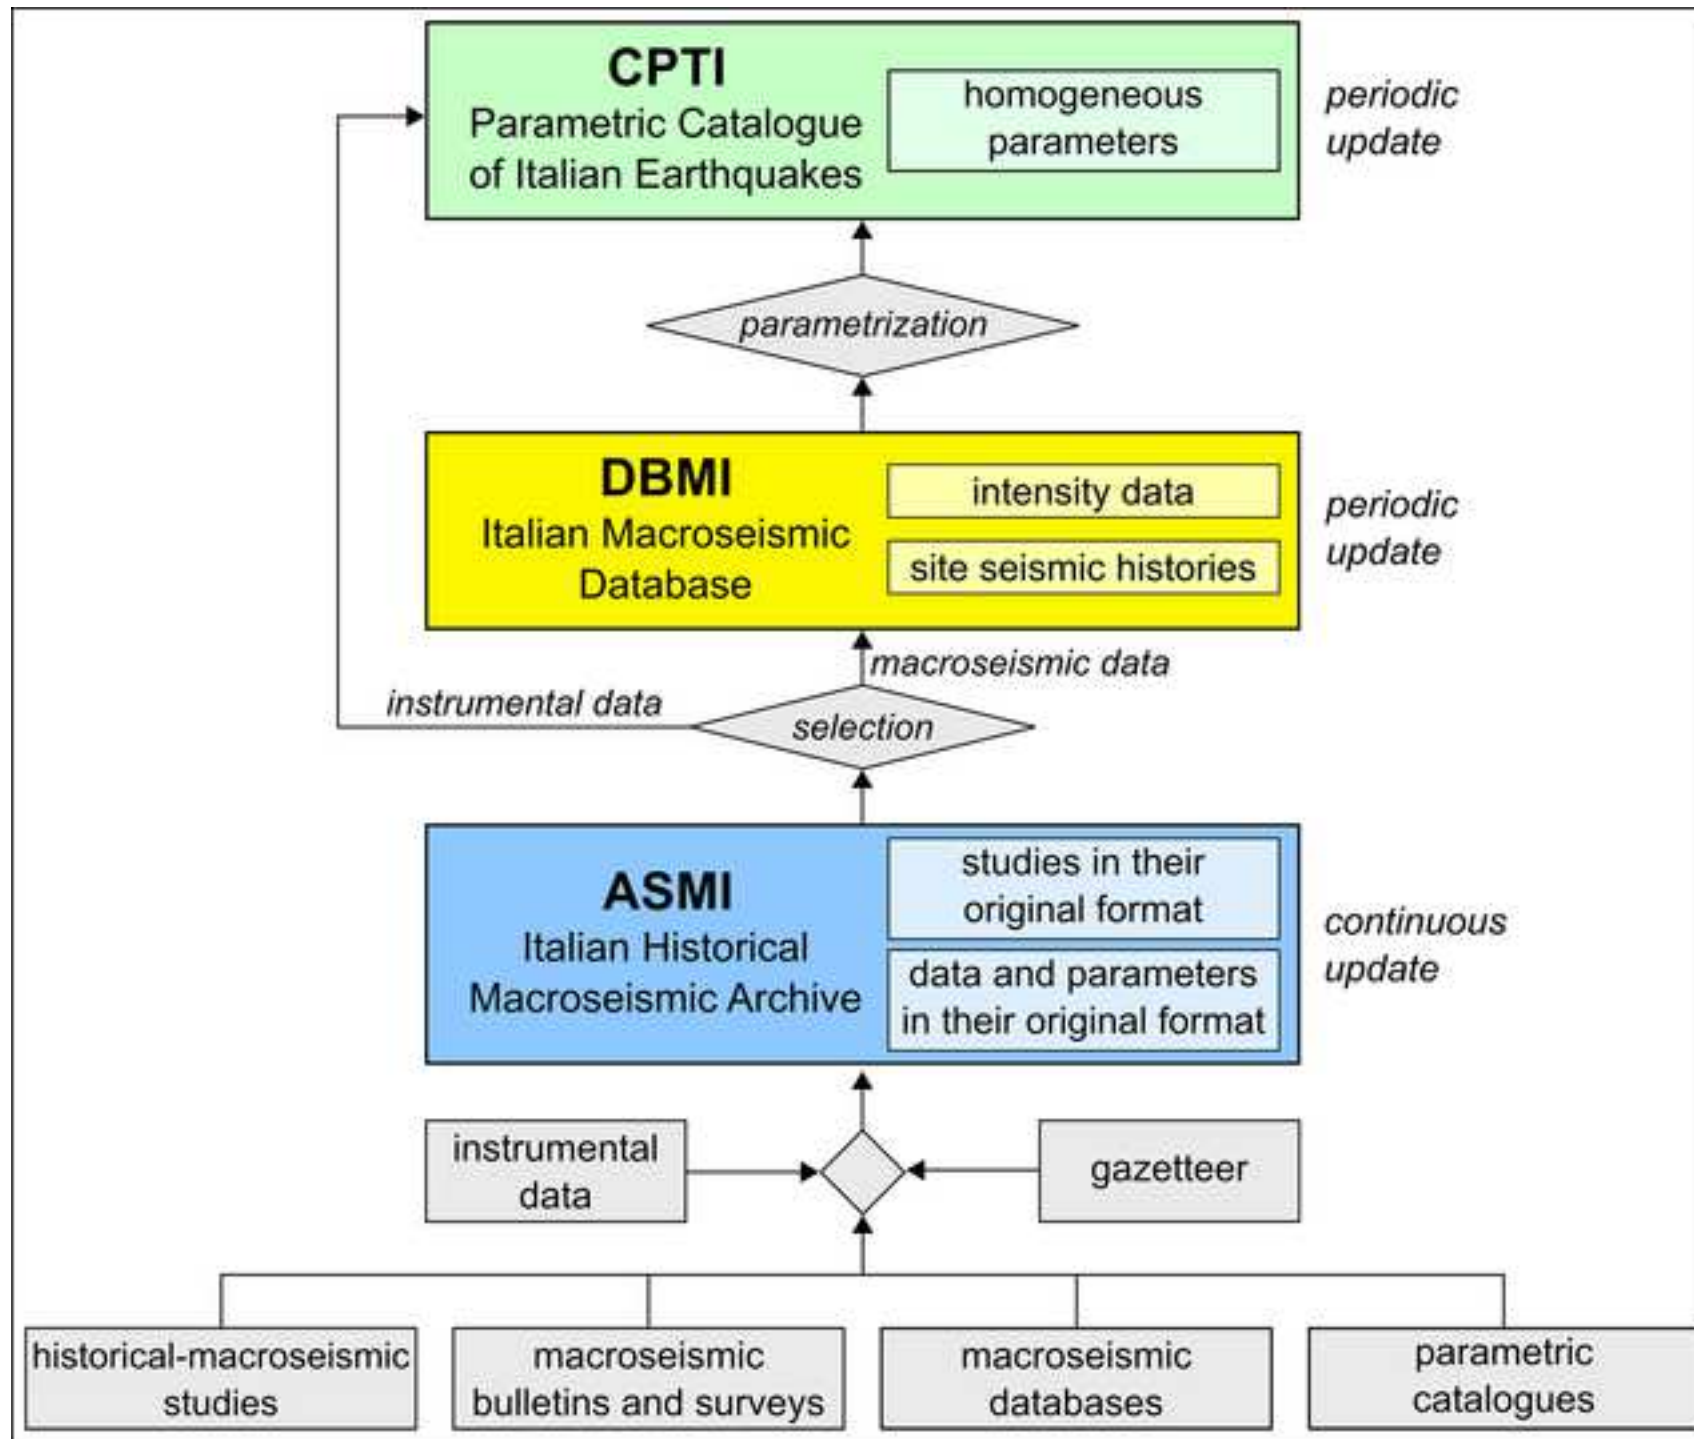 CPTI
Parametric Catalogue
of Italian Earthquakes
homogeneous
parameters
periodic
update
parametrization
DBMI
Italian Macroseismic
Database
intensity data
site seismic histories
periodic
update
macroseismic data
instrumental data
selection
ASMI
Italian Historical
Macroseismic Archive
studies in their
original format
data and parameters
in their original format
continuous
update
instrumental
data
gazetteer
historical-macroseismic
studies
macroseismic
bulletins and surveys
macroseismic
databases
parametric
catalogues